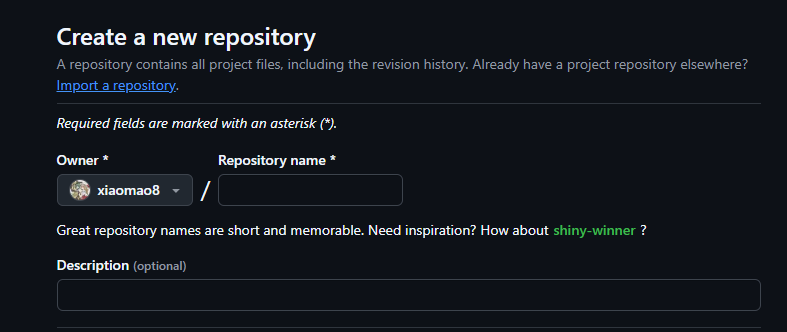 Create a new repository
A repository contains all project files, including the revision history. Already have a project repository elsewhere?
Import a repository.
Required fields are marked with an asterisk (*).
Owner * Repository name *
xiaomao8 /
Great repository names are short and memorable. Need inspiration? How about shiny-winner ?
Description (optional)